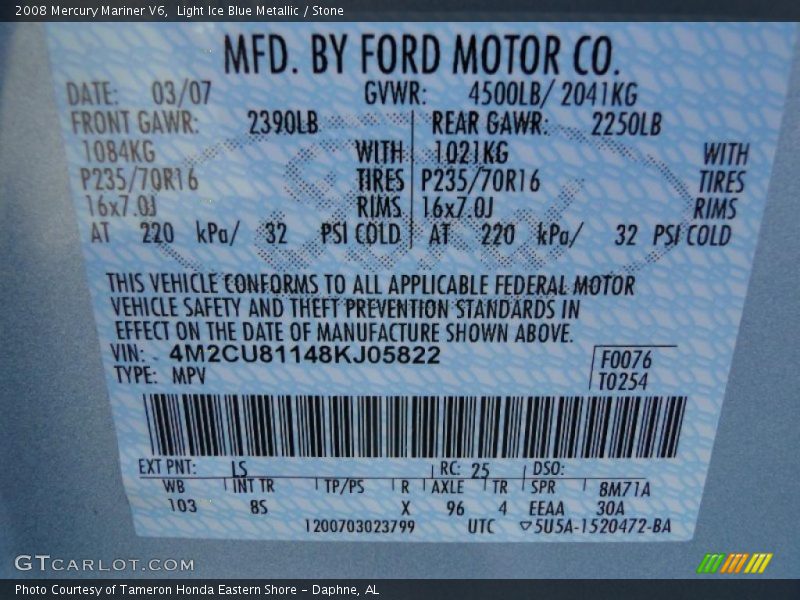 2008 Mercury Mariner V6, Light Ice Blue Metallic / Stone
MFD. BY FORD MOTOR CO.
DATE: 03/07 GVWR: 4500LB/ 2041KG
FRONT GAWR: 2390LB REAR GAWR: 2250LB
1084KG WITH 1021KG WITH
P235/70R16 TIRES P235/70R16 TIRES
16x7.0J RIMS 16x7.0J RIMS
AT 220 kPa/ 32 PSI COLD AT 220 kPa/ 32 PSI COLD
THIS VEHICLE CONFORMS TO ALL APPLICABLE FEDERAL MOTOR
VEHICLE SAFETY AND THEFT PREVENTION STANDARDS IN
EFFECT ON THE DATE OF MANUFACTURE SHOWN ABOVE.
VIN: 4M2CU81148KJ05822 F0076
TYPE: MPV T0254
EXT PNT: LS RC: 25 DSO:
WB INT TR TP/PS R AXLE TR SPR 8M71A
103 8S X 96 4 EEAA 30A
1200703023799 UTC ▽5U5A-1520472-BA
GTCARLOT.COM
Photo Courtesy of Tameron Honda Eastern Shore – Daphne, AL